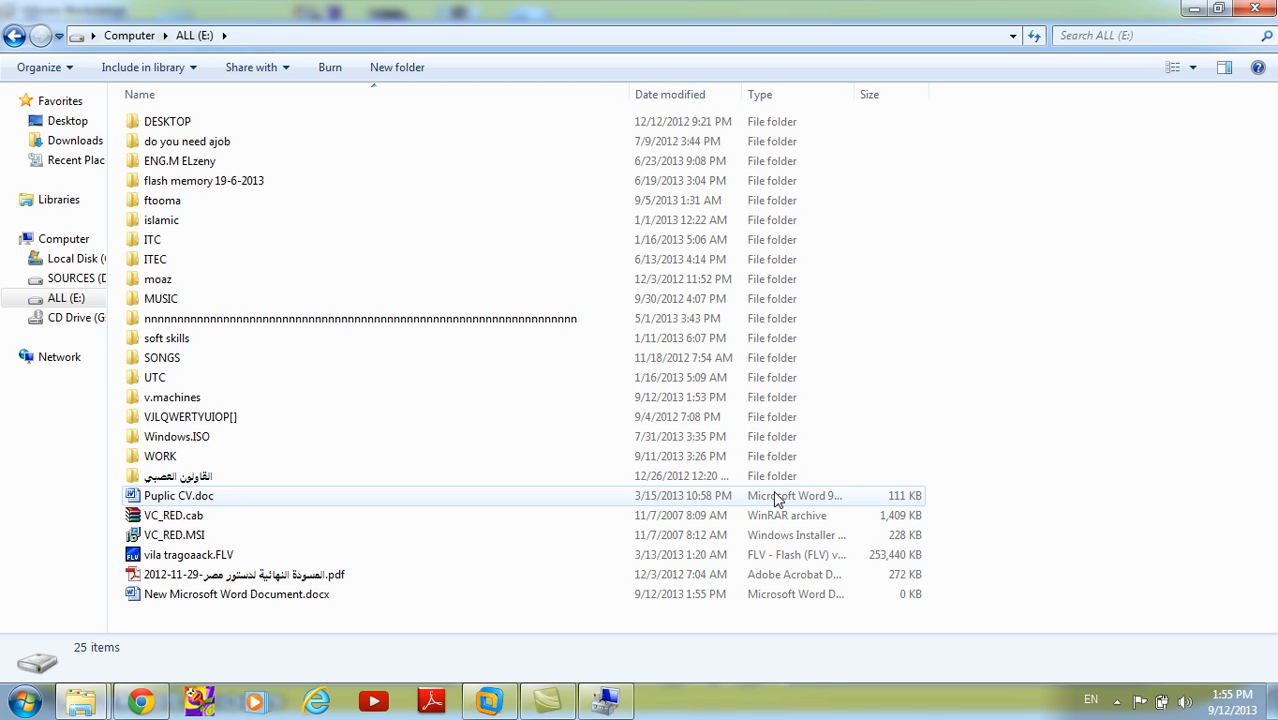 Computer ▸ ALL (E:) ▸
Search ALL (E:)
Organize Include in library Share with Burn New folder
Name Date modified Type Size
Favorites
Desktop
Downloads
Recent Plac
Libraries
Computer
Local Disk (
SOURCES (D
ALL (E:)
CD Drive (G
Network
DESKTOP 12/12/2012 9:21 PM File folder
do you need ajob 7/9/2012 3:44 PM File folder
ENG.M ELzeny 6/23/2013 9:08 PM File folder
flash memory 19-6-2013 6/19/2013 3:04 PM File folder
ftooma 9/5/2013 1:31 AM File folder
islamic 1/1/2013 12:22 AM File folder
ITC 1/16/2013 5:06 AM File folder
ITEC 6/13/2013 4:14 PM File folder
moaz 12/3/2012 11:52 PM File folder
MUSIC 9/30/2012 4:07 PM File folder
5/1/2013 3:43 PM File folder
soft skills 1/11/2013 6:07 PM File folder
SONGS 11/18/2012 7:54 AM File folder
UTC 1/16/2013 5:09 AM File folder
v.machines 9/12/2013 1:53 PM File folder
VJLQWERTYUIOP[] 9/4/2012 7:08 PM File folder
Windows.ISO 7/31/2013 3:35 PM File folder
WORK 9/11/2013 3:26 PM File folder
القاولون العصبي 12/26/2012 12:20 ... File folder
Puplic CV.doc 3/15/2013 10:58 PM Microsoft Word 9... 111 KB
VC_RED.cab 11/7/2007 8:09 AM WinRAR archive 1,409 KB
VC_RED.MSI 11/7/2007 8:12 AM Windows Installer ... 228 KB
vila tragoaack.FLV 3/13/2013 1:20 AM FLV - Flash (FLV) v... 253,440 KB
المسودة النهائية لدستور مصر-29-11-2012.pdf 12/3/2012 7:04 AM Adobe Acrobat D... 272 KB
New Microsoft Word Document.docx 9/12/2013 1:55 PM Microsoft Word D... 0 KB
25 items
EN
1:55 PM
9/12/2013